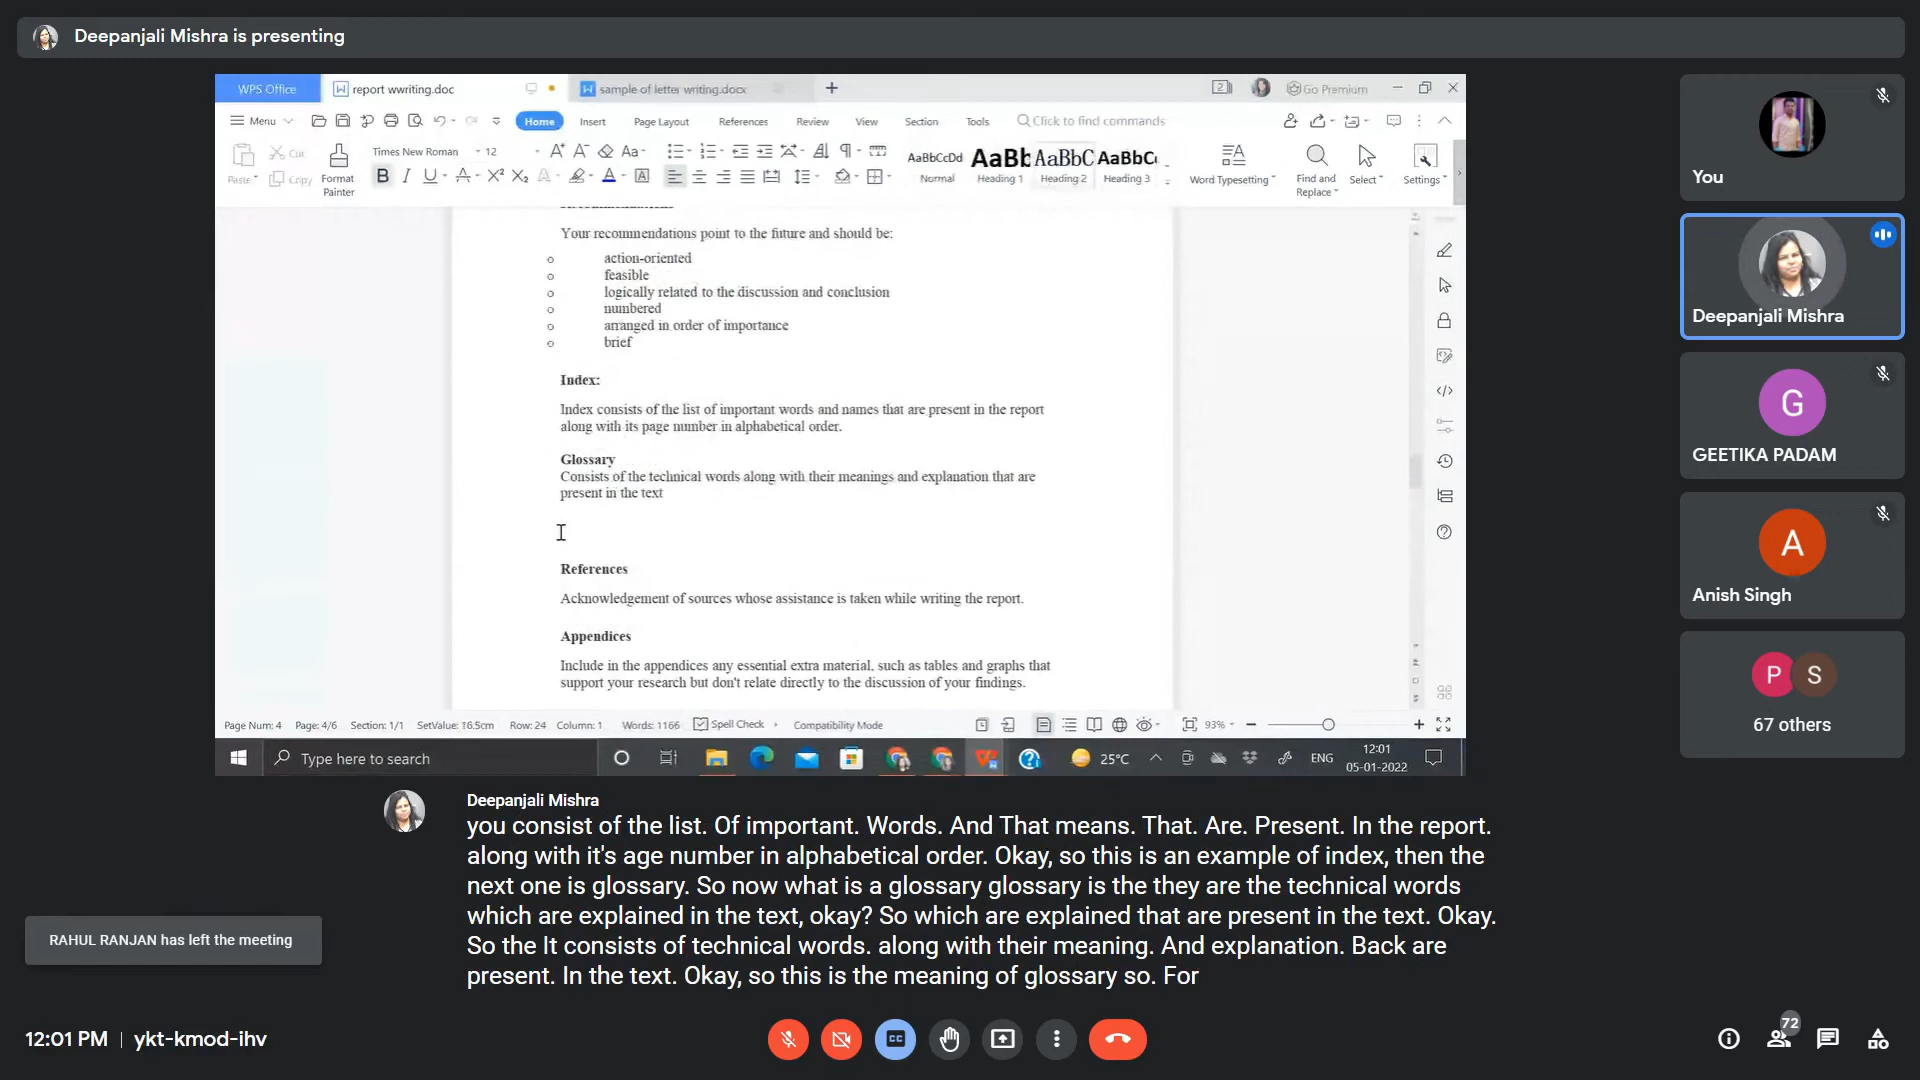 Deepanjali Mishra is presenting
WPS Office
report wwriting.doc
sample of letter writing.docx
Go Premium
Menu
Home
Insert
Page Layout
References
Review
View
Section
Tools
Click to find commands
Paste
Cut
Copy
Format Painter
Times New Roman
12
AaBbCcDd
Normal
Heading 1
AaBbC
Heading 2
Heading 3
Word Typesetting
Find and Replace
Select
Settings
Your recommendations point to the future and should be:
o action-oriented
o feasible
o logically related to the discussion and conclusion
o numbered
o arranged in order of importance
o brief
Index:
Index consists of the list of important words and names that are present in the report
along with its page number in alphabetical order.
Glossary
Consists of the technical words along with their meanings and explanation that are
present in the text
References
Acknowledgement of sources whose assistance is taken while writing the report.
Appendices
Include in the appendices any essential extra material, such as tables and graphs that
support your research but don't relate directly to the discussion of your findings.
Page Num: 4 Page: 4/6 Section: 1/1 SetValue: 16.5cm Row: 24 Column: 1 Words: 1166 Spell Check Compatibility Mode 93%
Type here to search
25°C
ENG
12:01
05-01-2022
You
Deepanjali Mishra
G
GEETIKA PADAM
A
Anish Singh
P S
67 others
Deepanjali Mishra
you consist of the list. Of important. Words. And That means. That. Are. Present. In the report.
along with it's age number in alphabetical order. Okay, so this is an example of index, then the
next one is glossary. So now what is a glossary glossary is the they are the technical words
which are explained in the text, okay? So which are explained that are present in the text. Okay.
So the It consists of technical words. along with their meaning. And explanation. Back are
present. In the text. Okay, so this is the meaning of glossary so. For
RAHUL RANJAN has left the meeting
12:01 PM | ykt-kmod-ihv
72